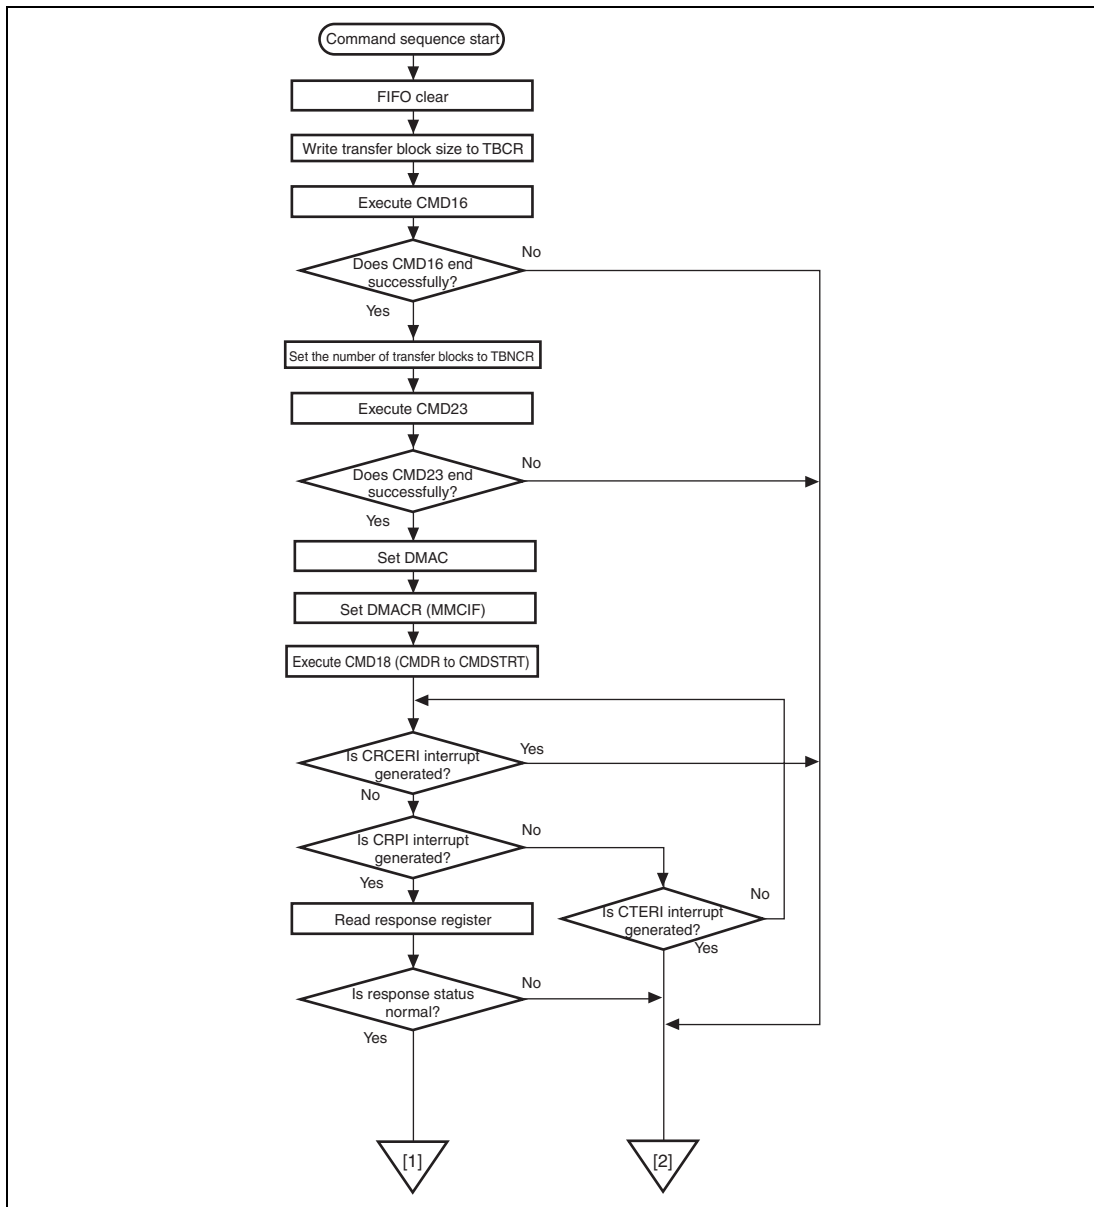 Command sequence start
FIFO clear
Write transfer block size to TBCR
Execute CMD16
Does CMD16 end
successfully?
No
Yes
Set the number of transfer blocks to TBNCR
Execute CMD23
Does CMD23 end
successfully?
No
Yes
Set DMAC
Set DMACR (MMCIF)
Execute CMD18 (CMDR to CMDSTRT)
Is CRCERI interrupt
generated?
Yes
No
Is CRPI interrupt
generated?
No
Yes
Is CTERI interrupt
generated?
No
Yes
Read response register
Is response status
normal?
No
Yes
[1]
[2]